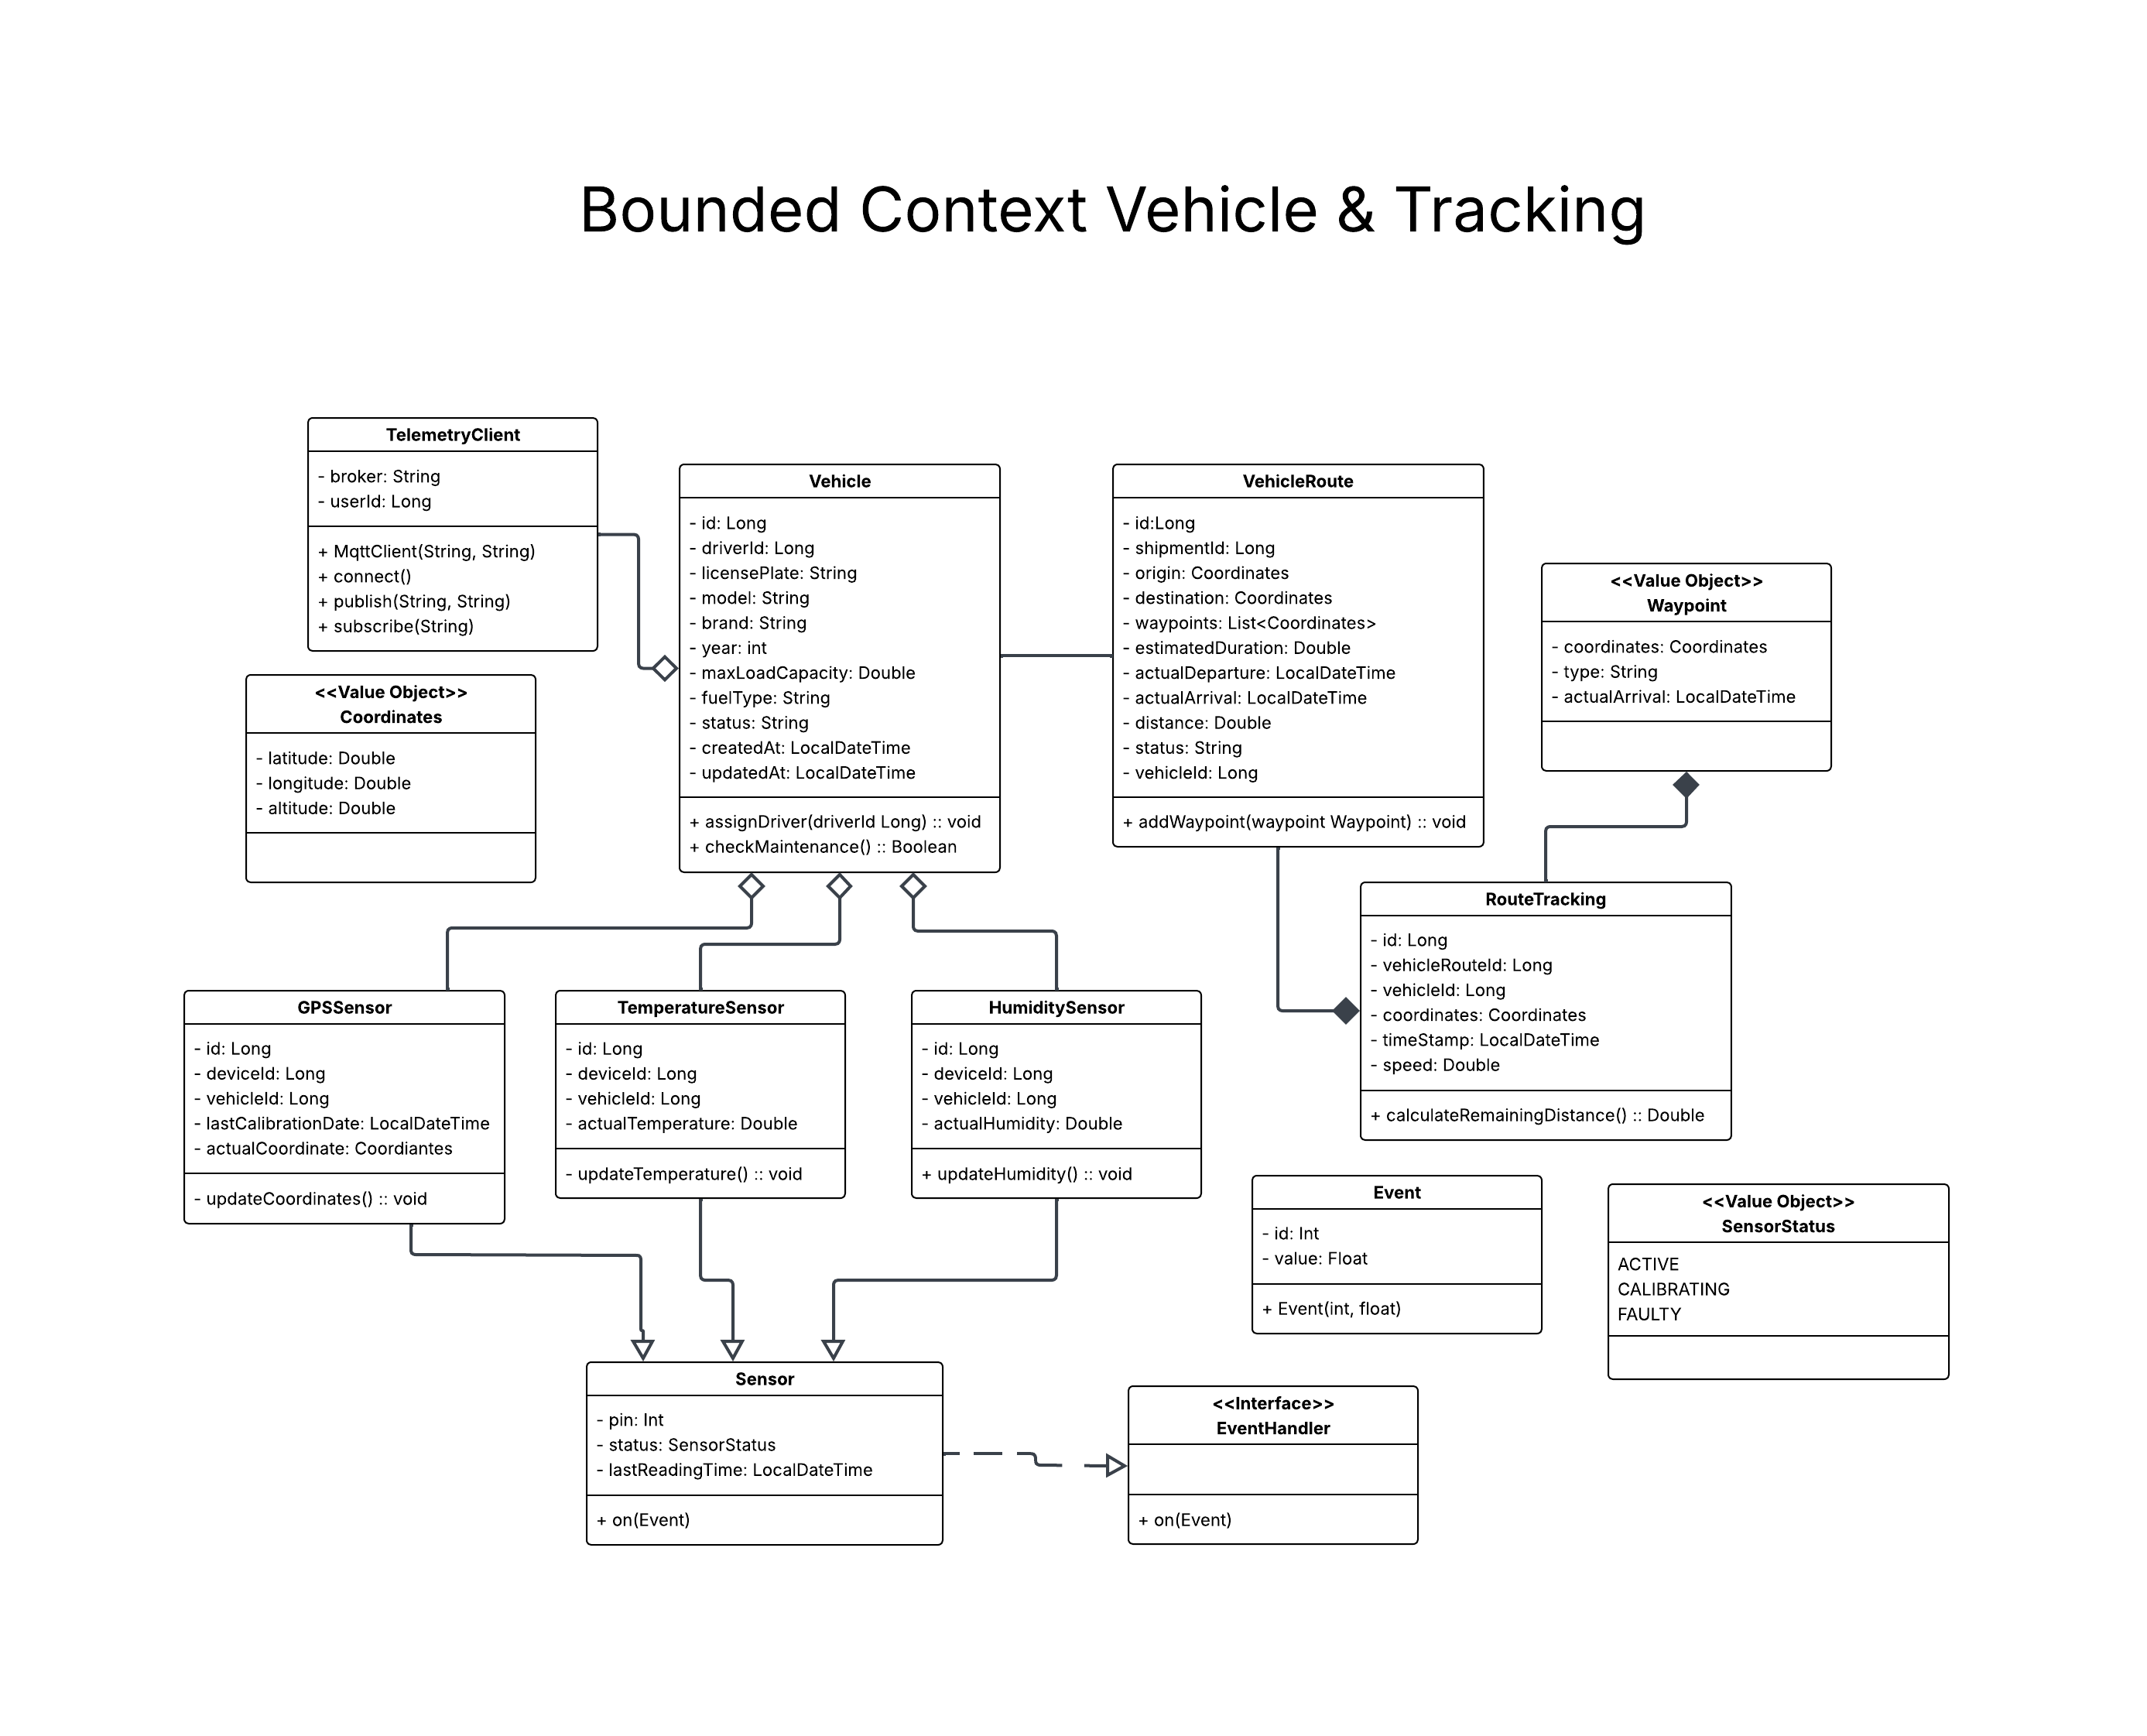 Bounded Context Vehicle & Tracking
TelemetryClient
- broker: String
- userId: Long
+ MqttClient(String, String)
+ connect()
+ publish(String, String)
+ subscribe(String)
<<Value Object>>
Coordinates
- latitude: Double
- longitude: Double
- altitude: Double
Vehicle
- id: Long
- driverId: Long
- licensePlate: String
- model: String
- brand: String
- year: int
- maxLoadCapacity: Double
- fuelType: String
- status: String
- createdAt: LocalDateTime
- updatedAt: LocalDateTime
+ assignDriver(driverId Long) :: void
+ checkMaintenance() :: Boolean
VehicleRoute
- id:Long
- shipmentId: Long
- origin: Coordinates
- destination: Coordinates
- waypoints: List<Coordinates>
- estimatedDuration: Double
- actualDeparture: LocalDateTime
- actualArrival: LocalDateTime
- distance: Double
- status: String
- vehicleId: Long
+ addWaypoint(waypoint Waypoint) :: void
<<Value Object>>
Waypoint
- coordinates: Coordinates
- type: String
- actualArrival: LocalDateTime
RouteTracking
- id: Long
- vehicleRouteId: Long
- vehicleId: Long
- coordinates: Coordinates
- timeStamp: LocalDateTime
- speed: Double
+ calculateRemainingDistance() :: Double
GPSSensor
- id: Long
- deviceId: Long
- vehicleId: Long
- lastCalibrationDate: LocalDateTime
- actualCoordinate: Coordiantes
- updateCoordinates() :: void
TemperatureSensor
- id: Long
- deviceId: Long
- vehicleId: Long
- actualTemperature: Double
- updateTemperature() :: void
HumiditySensor
- id: Long
- deviceId: Long
- vehicleId: Long
- actualHumidity: Double
+ updateHumidity() :: void
Event
- id: Int
- value: Float
+ Event(int, float)
<<Value Object>>
SensorStatus
ACTIVE
CALIBRATING
FAULTY
Sensor
- pin: Int
- status: SensorStatus
- lastReadingTime: LocalDateTime
+ on(Event)
<<Interface>>
EventHandler
+ on(Event)